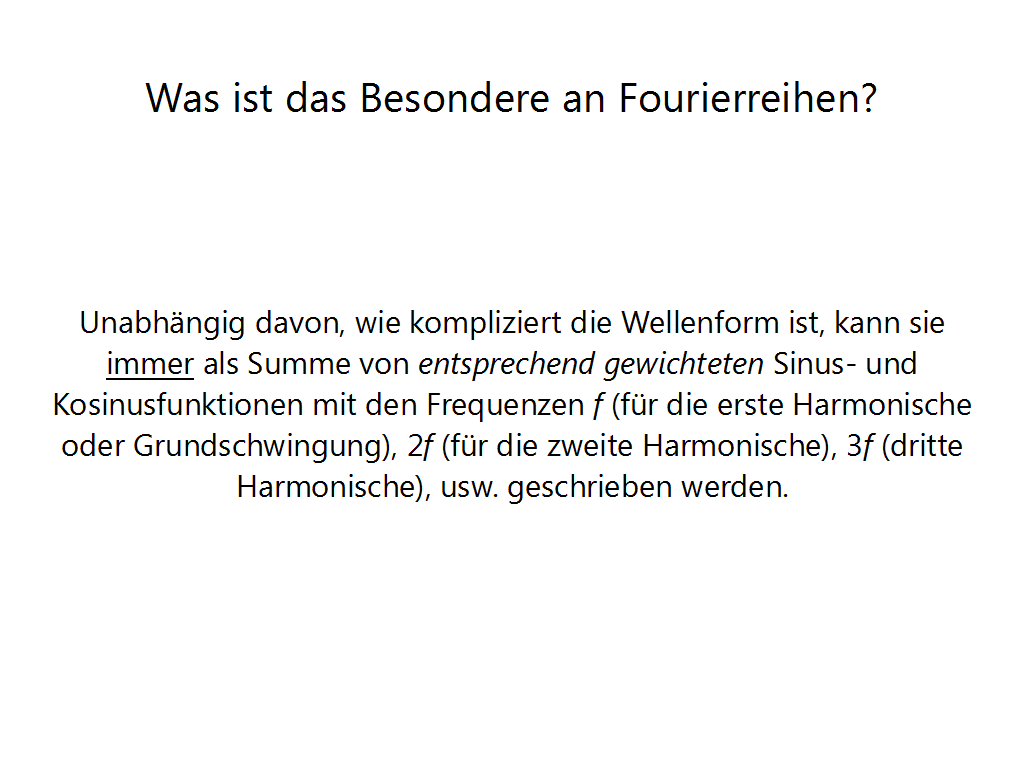 Was ist das Besondere an Fourierreihen?
Unabhängig davon, wie kompliziert die Wellenform ist, kann sie
immer als Summe von entsprechend gewichteten Sinus- und
Kosinusfunktionen mit den Frequenzen f (für die erste Harmonische
oder Grundschwingung), 2f (für die zweite Harmonische), 3f (dritte
Harmonische), usw. geschrieben werden.